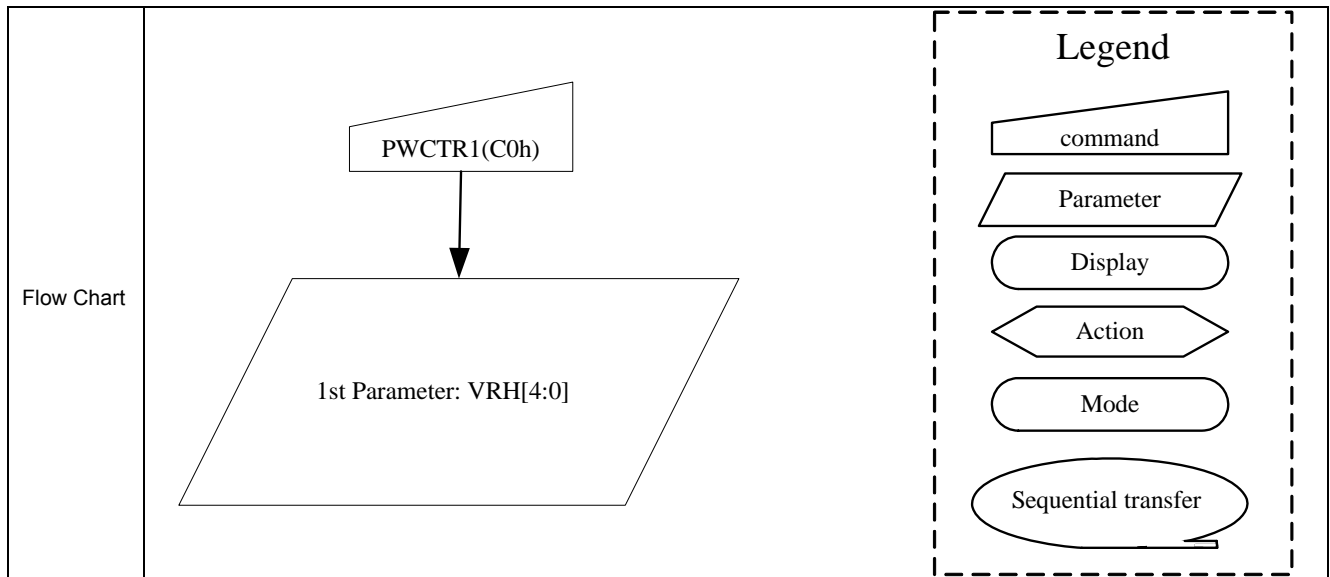 Flow Chart
PWCTR1(C0h)
1st Parameter: VRH[4:0]
Legend
command
Parameter
Display
Action
Mode
Sequential transfer